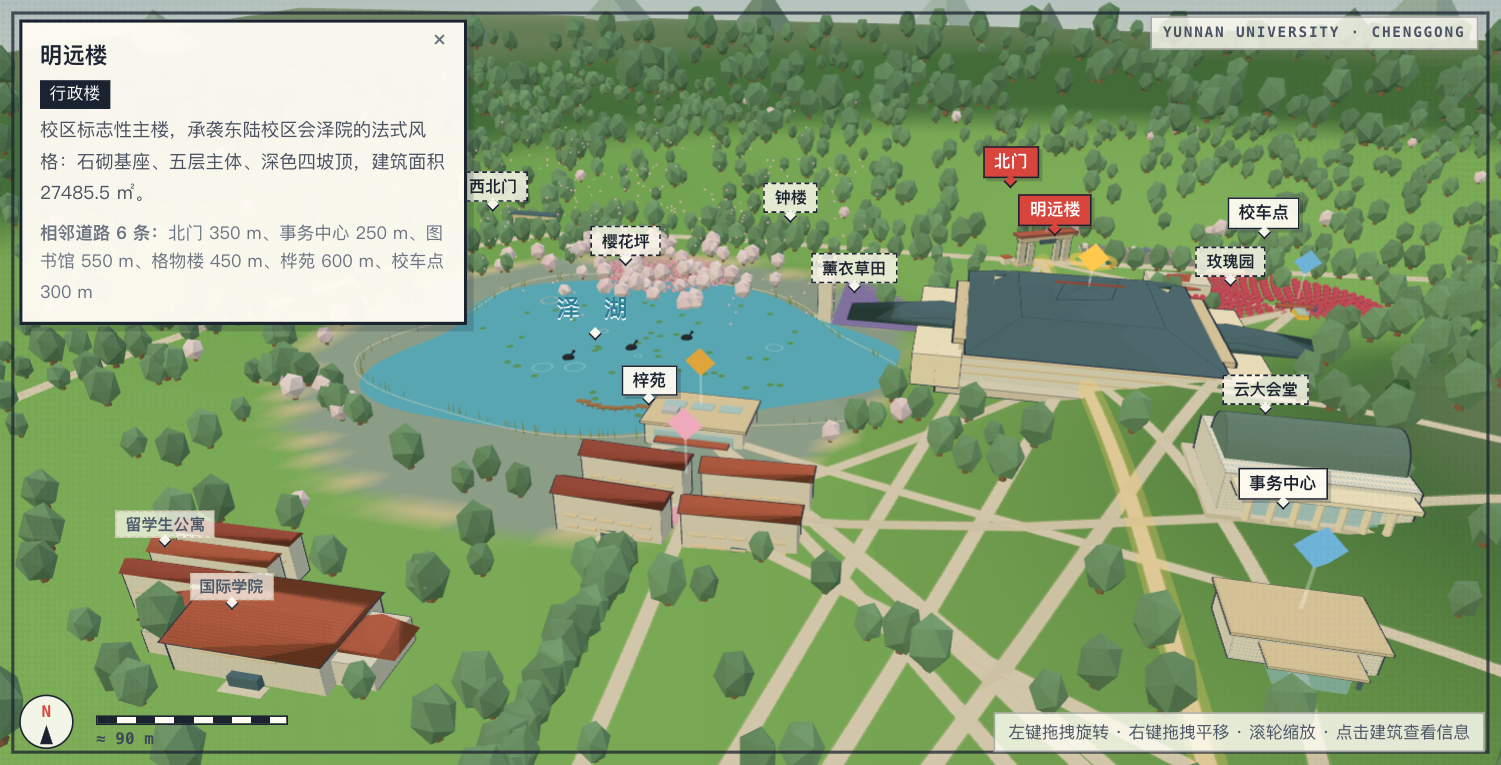 明远楼
×
行政楼
校区标志性主楼，承袭东陆校区会泽院的法式风
格：石砌基座、五层主体、深色四坡顶，建筑面积
27485.5 ㎡。
相邻道路 6 条：北门 350 m、事务中心 250 m、图
书馆 550 m、格物楼 450 m、桦苑 600 m、校车点
300 m
YUNNAN UNIVERSITY · CHENGGONG
北门
西北门
钟楼
明远楼
校车点
樱花坪
薰衣草田
玫瑰园
泽 湖
梓苑
云大会堂
事务中心
留学生公寓
国际学院
N
≈ 90 m
左键拖拽旋转 · 右键拖拽平移 · 滚轮缩放 · 点击建筑查看信息